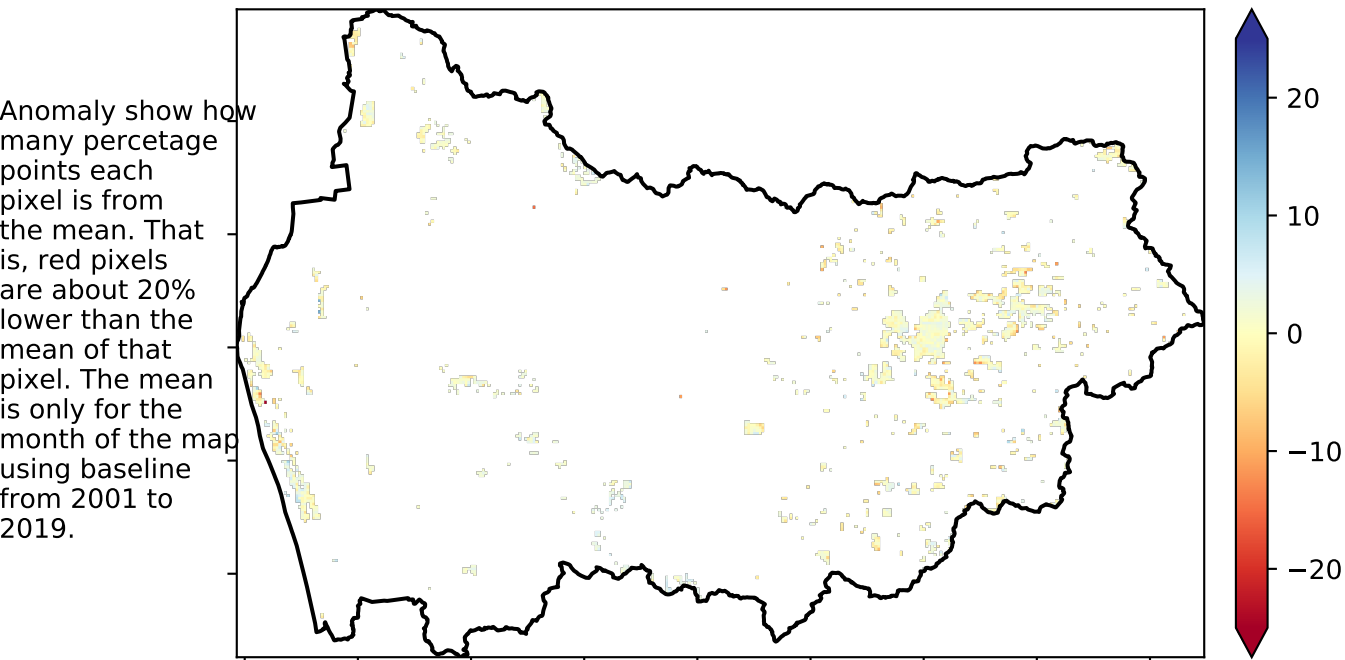 Anomaly show how
many percetage
points each
pixel is from
the mean. That
is, red pixels
are about 20%
lower than the
mean of that
pixel. The mean
is only for the
month of the map
using baseline
from 2001 to
2019.
20
10
0
−10
−20